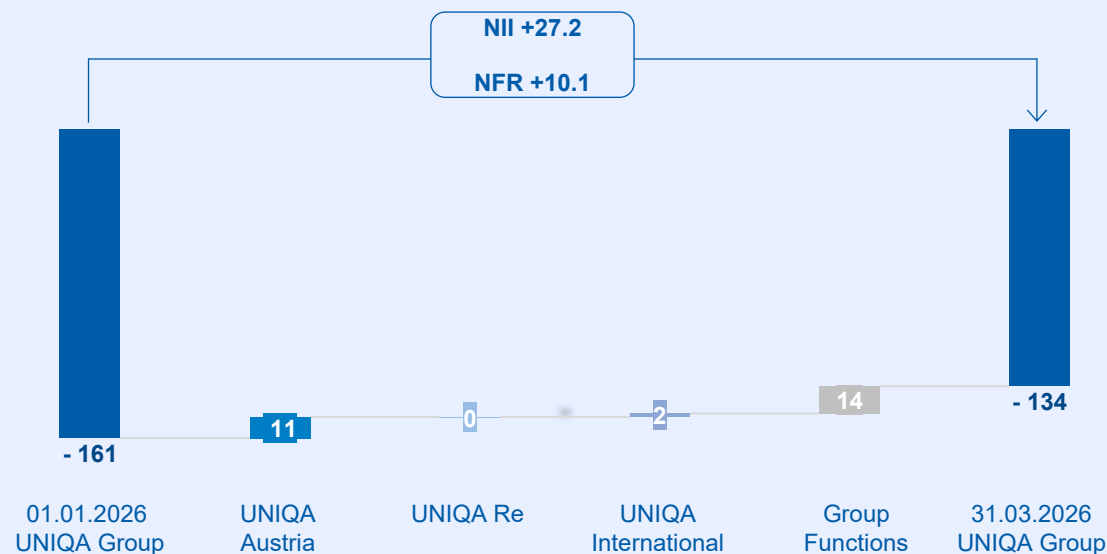 NII +27.2
NFR +10.1
11
0
2
14
- 161
- 134
01.01.2026
UNIQA Group
UNIQA
Austria
UNIQA Re
UNIQA
International
Group
Functions
31.03.2026
UNIQA Group